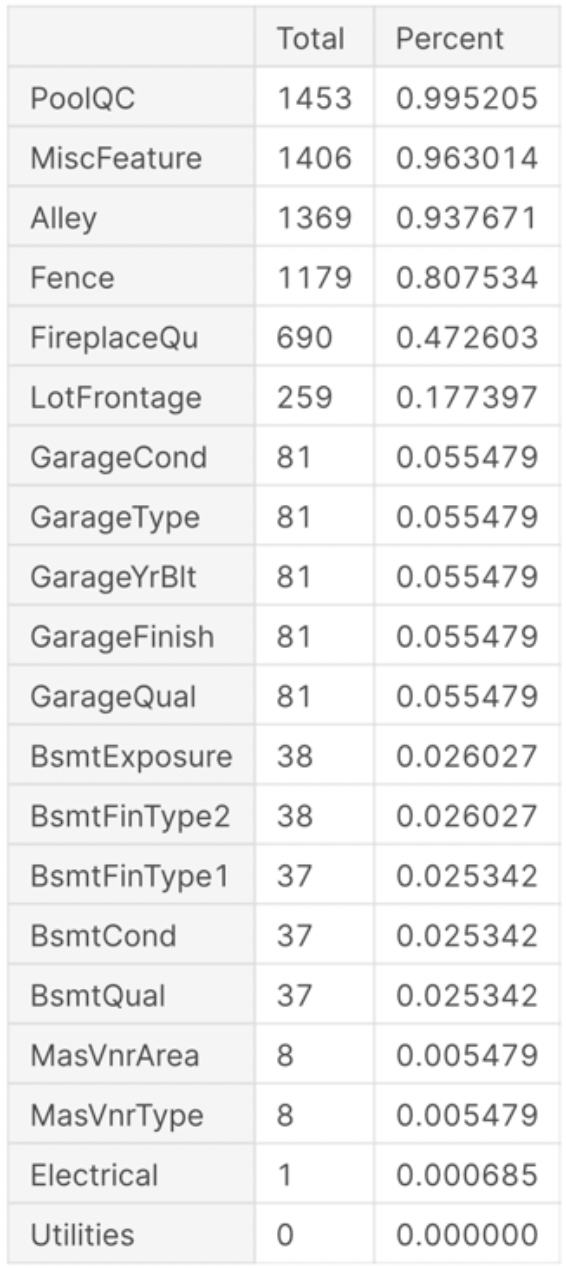 Total Percent
PoolQC 1453 0.995205
MiscFeature 1406 0.963014
Alley 1369 0.937671
Fence 1179 0.807534
FireplaceQu 690 0.472603
LotFrontage 259 0.177397
GarageCond 81 0.055479
GarageType 81 0.055479
GarageYrBlt 81 0.055479
GarageFinish 81 0.055479
GarageQual 81 0.055479
BsmtExposure 38 0.026027
BsmtFinType2 38 0.026027
BsmtFinType1 37 0.025342
BsmtCond 37 0.025342
BsmtQual 37 0.025342
MasVnrArea 8 0.005479
MasVnrType 8 0.005479
Electrical 1 0.000685
Utilities 0 0.000000